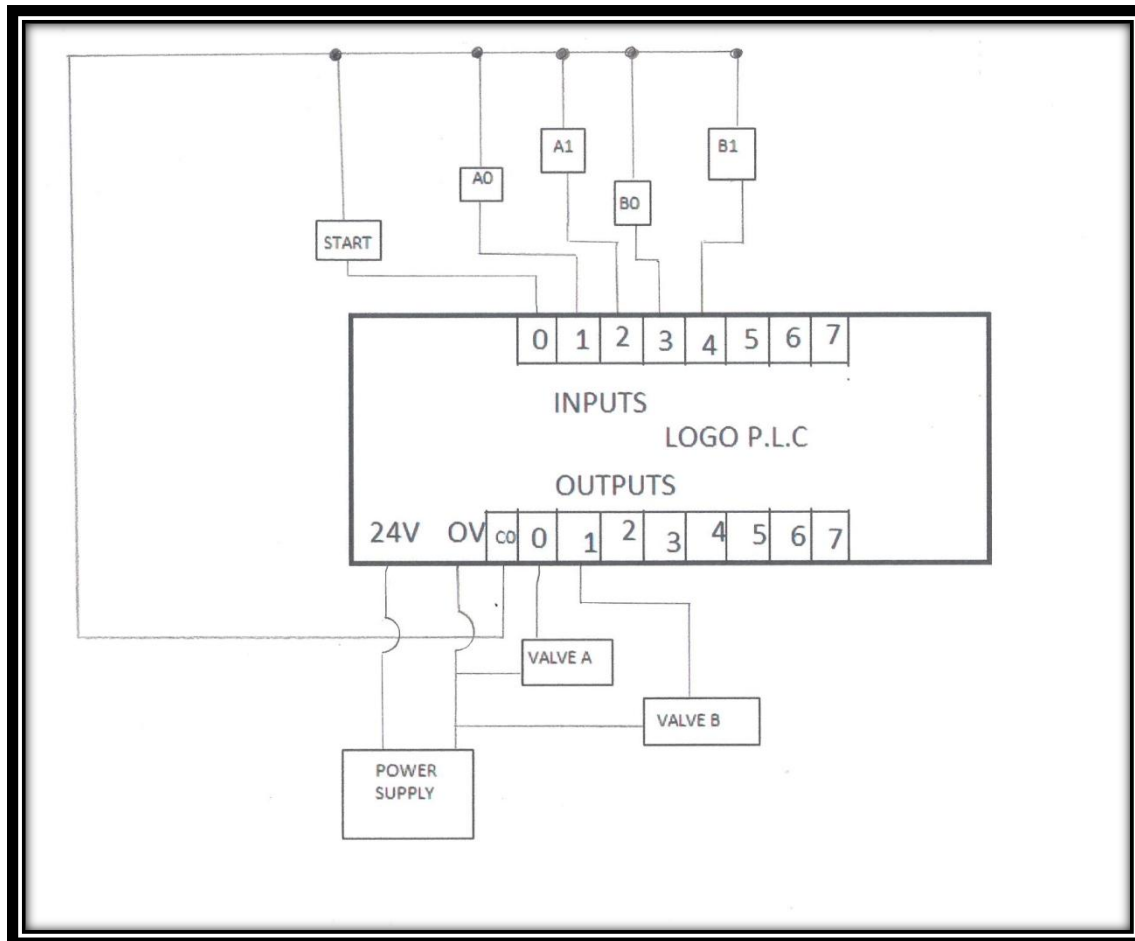 A1
B1
A0
B0
START
0 1 2 3 4 5 6 7
INPUTS
LOGO P.L.C
OUTPUTS
24V OV CO 0 1 2 3 4 5 6 7
VALVE A
VALVE B
POWER
SUPPLY